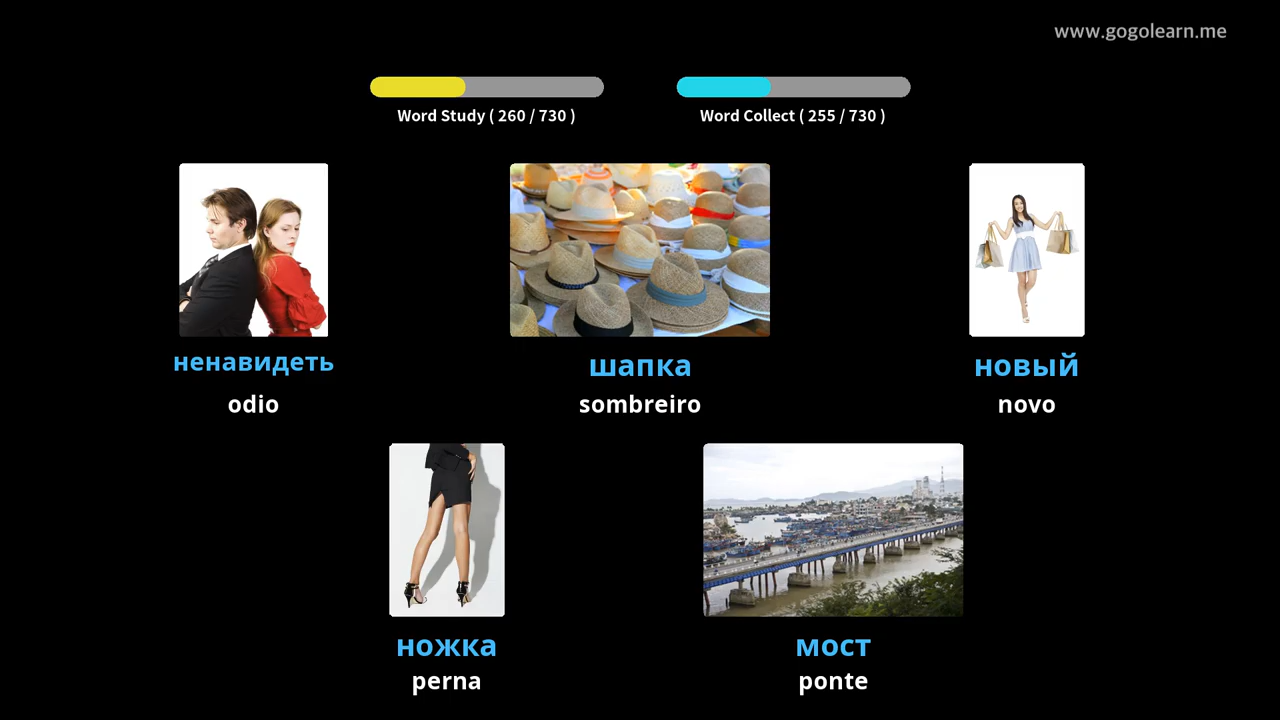 www.gogolearn.me
Word Study ( 260 / 730 )
Word Collect ( 255 / 730 )
ненавидеть
odio
шапка
sombreiro
новый
novo
ножка
perna
мост
ponte